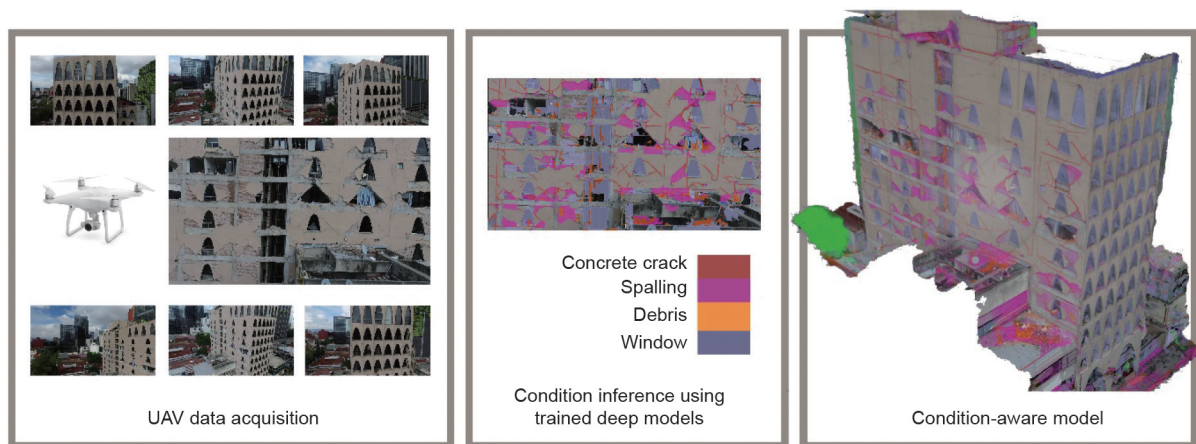 Concrete crack
Spalling
Debris
Window
UAV data acquisition
Condition inference using
trained deep models
Condition-aware model